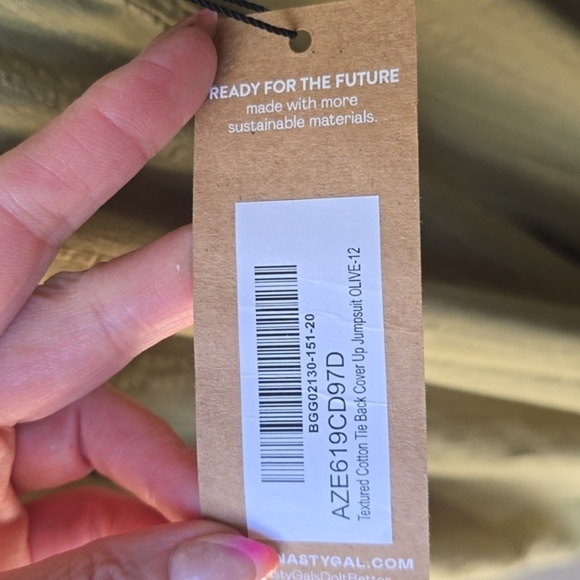 READY FOR THE FUTURE
made with more
sustainable materials.
BGG02130-151-20
AZE619CD97D
Textured Cotton Tie Back Cover Up Jumpsuit OLIVE-12
NASTYGAL.COM